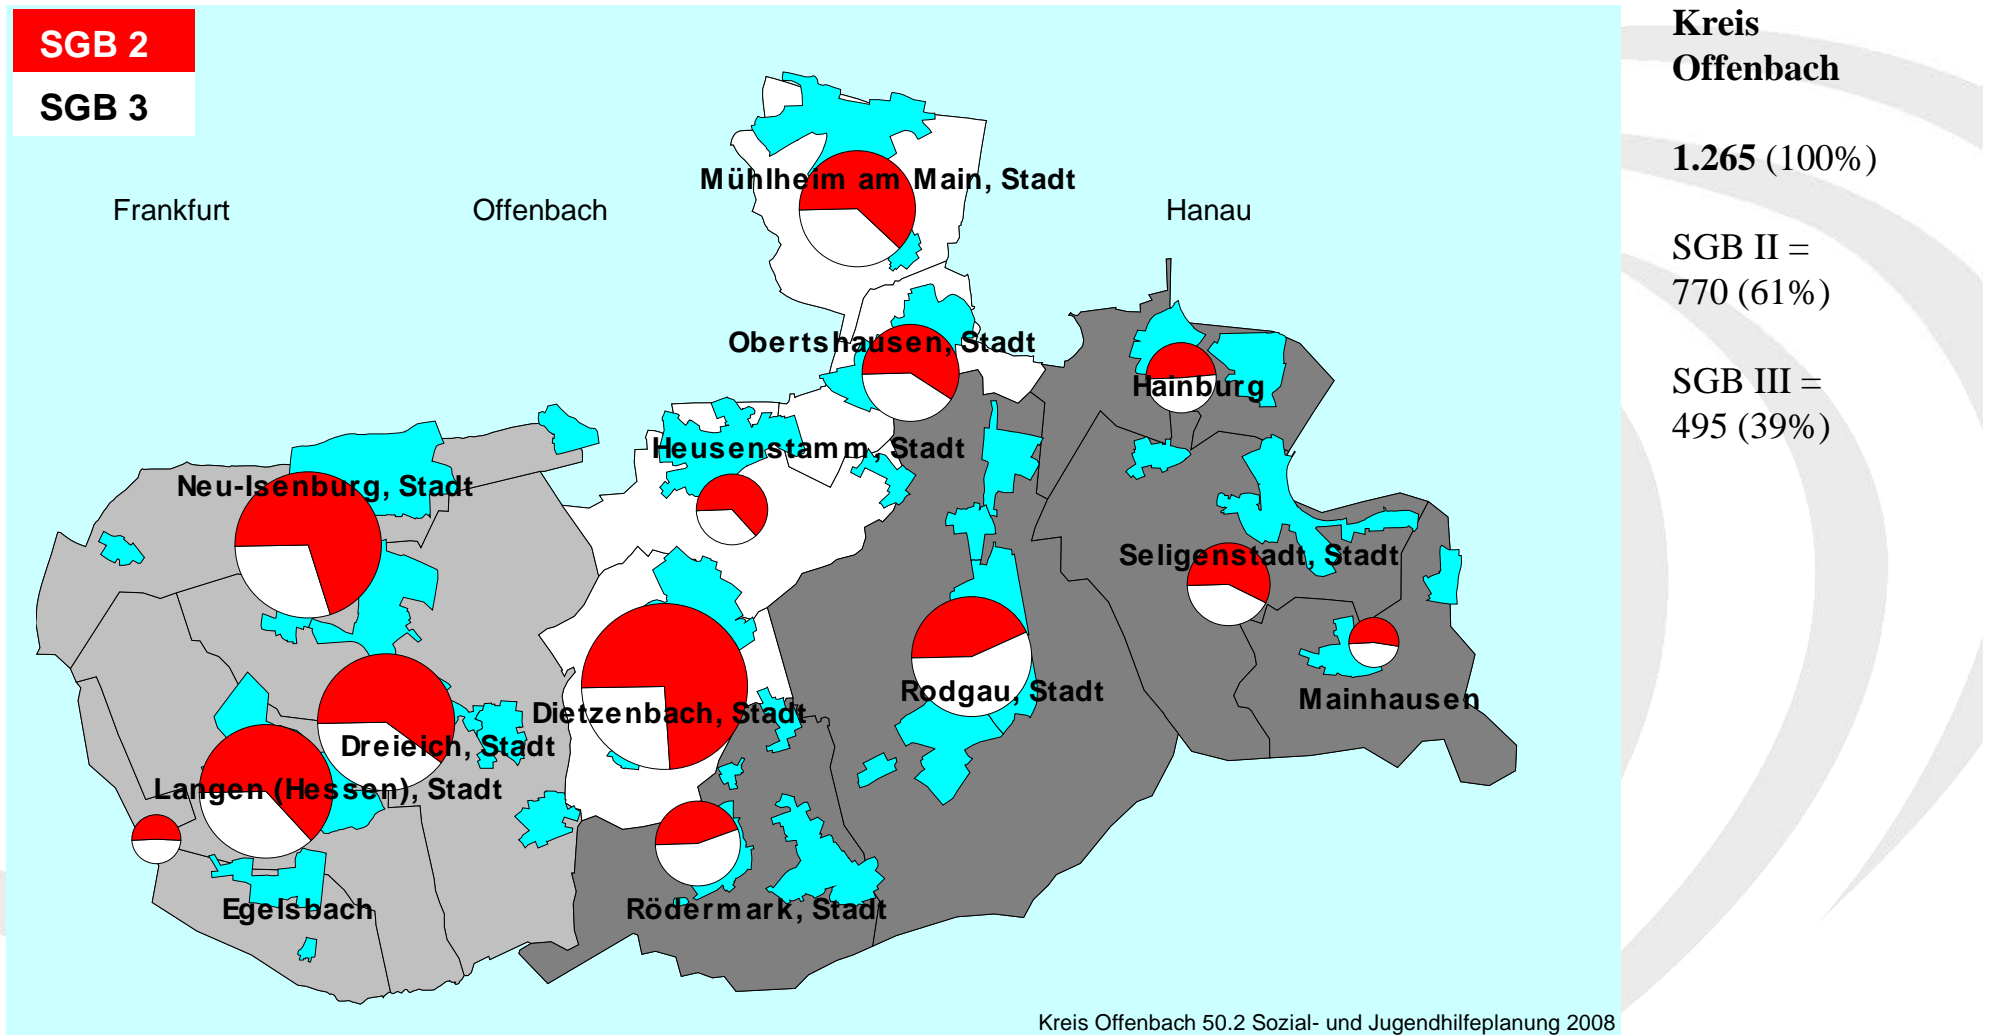 SGB 2
SGB 3
Frankfurt
Offenbach
Hanau
Mühlheim am Main, Stadt
Obertshausen, Stadt
Hainburg
Heusenstamm, Stadt
Neu-Isenburg, Stadt
Seligenstadt, Stadt
Mainhausen
Rodgau, Stadt
Dietzenbach, Stadt
Dreieich, Stadt
Langen (Hessen), Stadt
Egelsbach
Rödermark, Stadt
Kreis Offenbach 50.2 Sozial- und Jugendhilfeplanung 2008
Kreis
Offenbach
1.265 (100%)
SGB II =
770 (61%)
SGB III =
495 (39%)